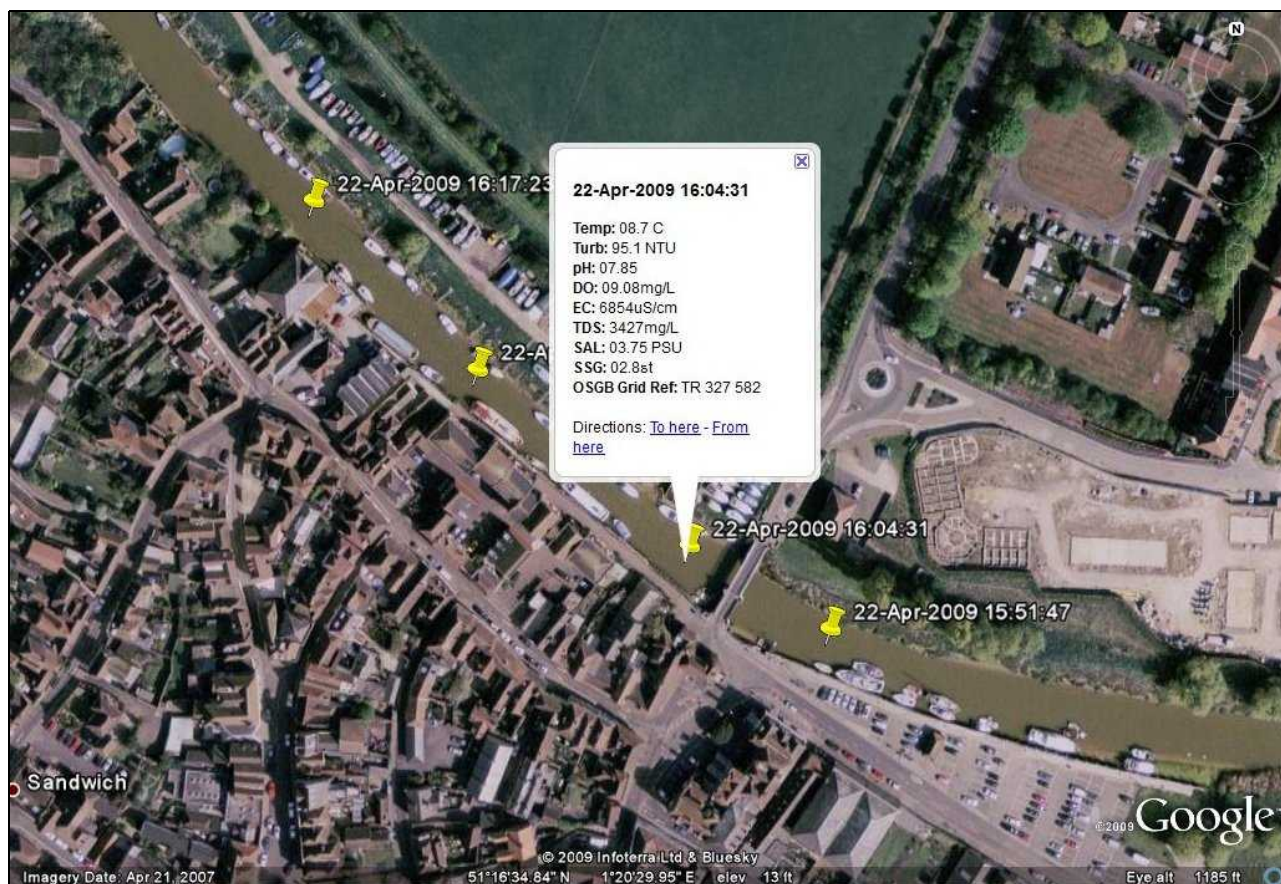 N
22-Apr-2009 16:17:23
22-A
22-Apr-2009 16:04:31
Temp: 08.7 C
Turb: 95.1 NTU
pH: 07.85
DO: 09.08mg/L
EC: 6854uS/cm
TDS: 3427mg/L
SAL: 03.75 PSU
SSG: 02.8st
OSGB Grid Ref: TR 327 582
Directions: To here - From
here
22-Apr-2009 16:04:31
22-Apr-2009 15:51:47
Sandwich
©2009 Google
© 2009 Infoterra Ltd & Bluesky
Imagery Date: Apr 21, 2007 51°16'34.84" N 1°20'29.95" E elev 13 ft Eye alt 1185 ft